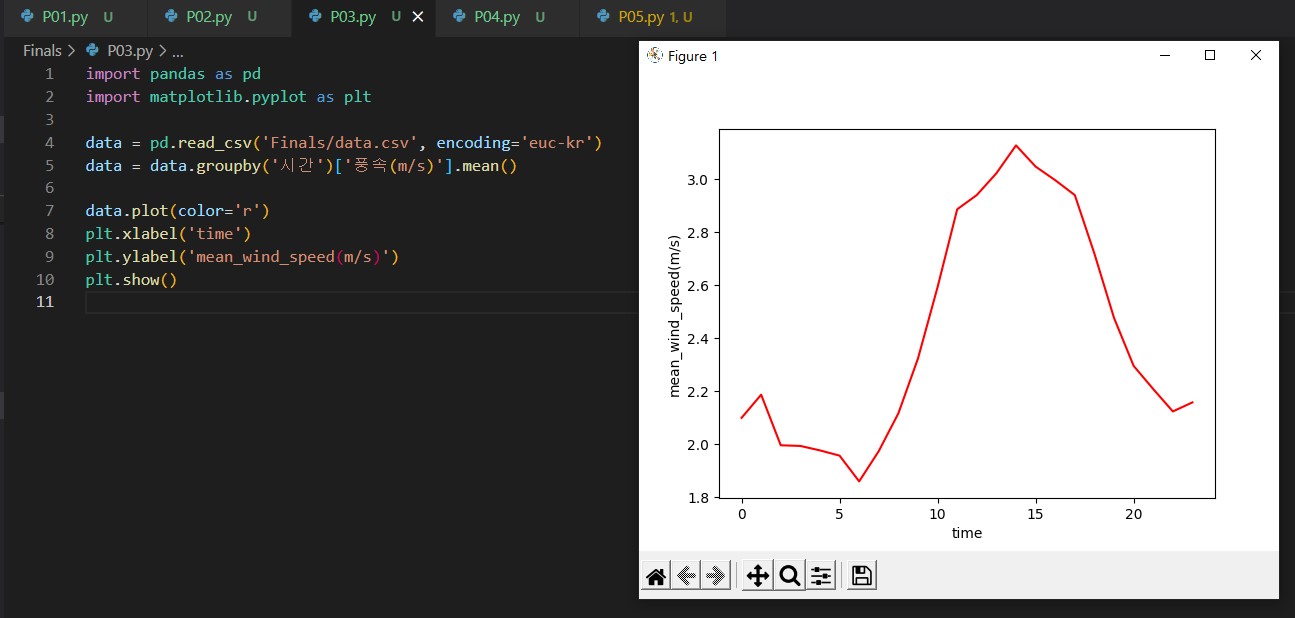 P01.py U P02.py U P03.py U P04.py U P05.py 1, U
Finals > P03.py > ...
1 import pandas as pd
2 import matplotlib.pyplot as plt
3
4 data = pd.read_csv('Finals/data.csv', encoding='euc-kr')
5 data = data.groupby('시간')['풍속(m/s)'].mean()
6
7 data.plot(color='r')
8 plt.xlabel('time')
9 plt.ylabel('mean_wind_speed(m/s)')
10 plt.show()
11
Figure 1
mean_wind_speed(m/s)
3.0
2.8
2.6
2.4
2.2
2.0
1.8
0 5 10 15 20
time